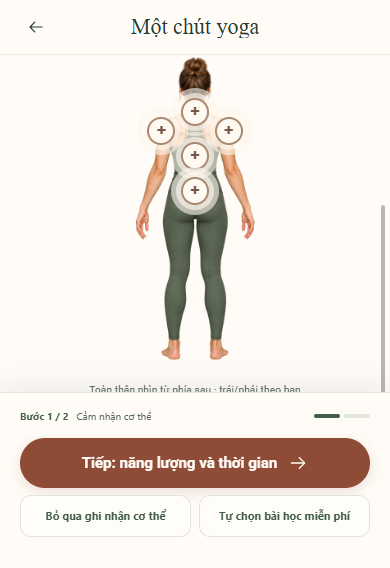 Một chút yoga
Toàn thân nhìn từ phía sau · trái/phải theo bạn
Bước 1 / 2 Cảm nhận cơ thể
Tiếp: năng lượng và thời gian →
Bỏ qua ghi nhận cơ thể
Tự chọn bài học miễn phí